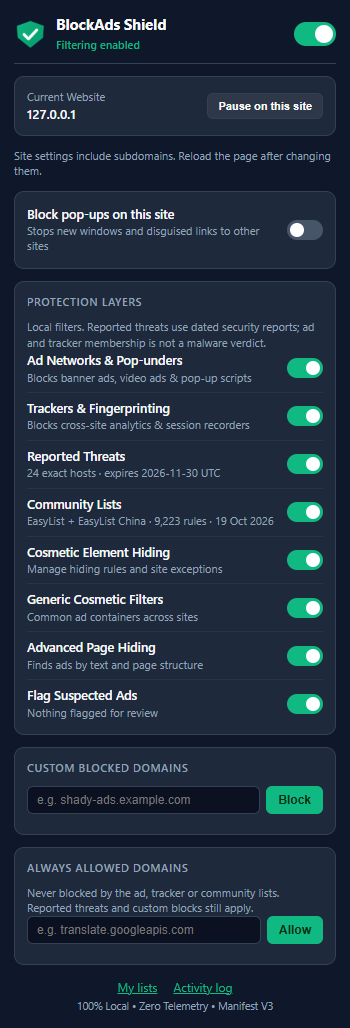 BlockAds Shield
Filtering enabled
Current Website
127.0.0.1
Pause on this site
Site settings include subdomains. Reload the page after changing
them.
Block pop-ups on this site
Stops new windows and disguised links to other
sites
PROTECTION LAYERS
Local filters. Reported threats use dated security reports; ad
and tracker membership is not a malware verdict.
Ad Networks & Pop-unders
Blocks banner ads, video ads & pop-up scripts
Trackers & Fingerprinting
Blocks cross-site analytics & session recorders
Reported Threats
24 exact hosts · expires 2026-11-30 UTC
Community Lists
EasyList + EasyList China · 9,223 rules · 19 Oct 2026
Cosmetic Element Hiding
Manage hiding rules and site exceptions
Generic Cosmetic Filters
Common ad containers across sites
Advanced Page Hiding
Finds ads by text and page structure
Flag Suspected Ads
Nothing flagged for review
CUSTOM BLOCKED DOMAINS
e.g. shady-ads.example.com
Block
ALWAYS ALLOWED DOMAINS
Never blocked by the ad, tracker or community lists.
Reported threats and custom blocks still apply.
e.g. translate.googleapis.com
Allow
My lists
Activity log
100% Local • Zero Telemetry • Manifest V3